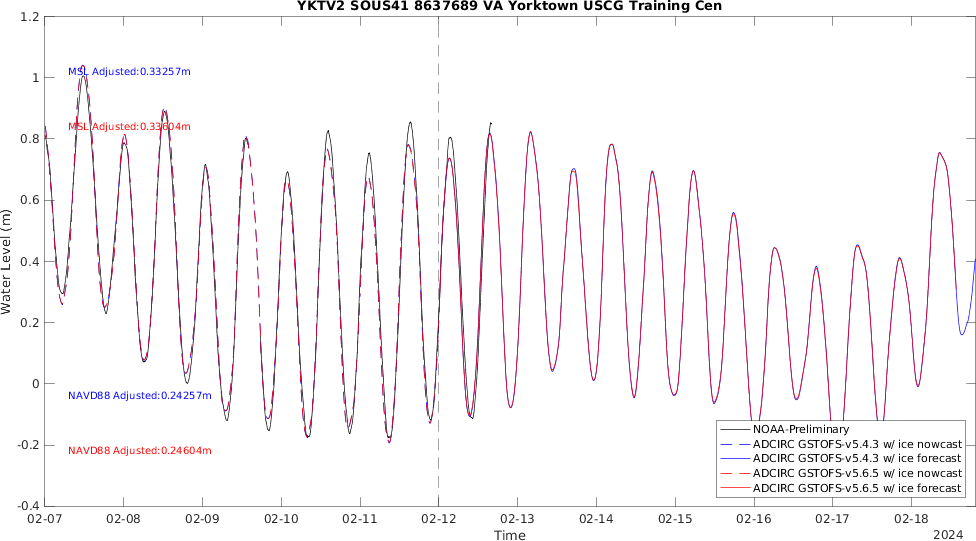 YKTV2 SOUS41 8637689 VA Yorktown USCG Training Cen
1.2
1
0.8
0.6
0.4
0.2
0
-0.2
-0.4
Water Level (m)
MSL Adjusted:0.33257m
MSL Adjusted:0.33604m
NAVD88 Adjusted:0.24257m
NAVD88 Adjusted:0.24604m
NOAA-Preliminary
ADCIRC GSTOFS-v5.4.3 w/ ice nowcast
ADCIRC GSTOFS-v5.4.3 w/ ice forecast
ADCIRC GSTOFS-v5.6.5 w/ ice nowcast
ADCIRC GSTOFS-v5.6.5 w/ ice forecast
02-07 02-08 02-09 02-10 02-11 02-12 02-13 02-14 02-15 02-16 02-17 02-18
Time
2024